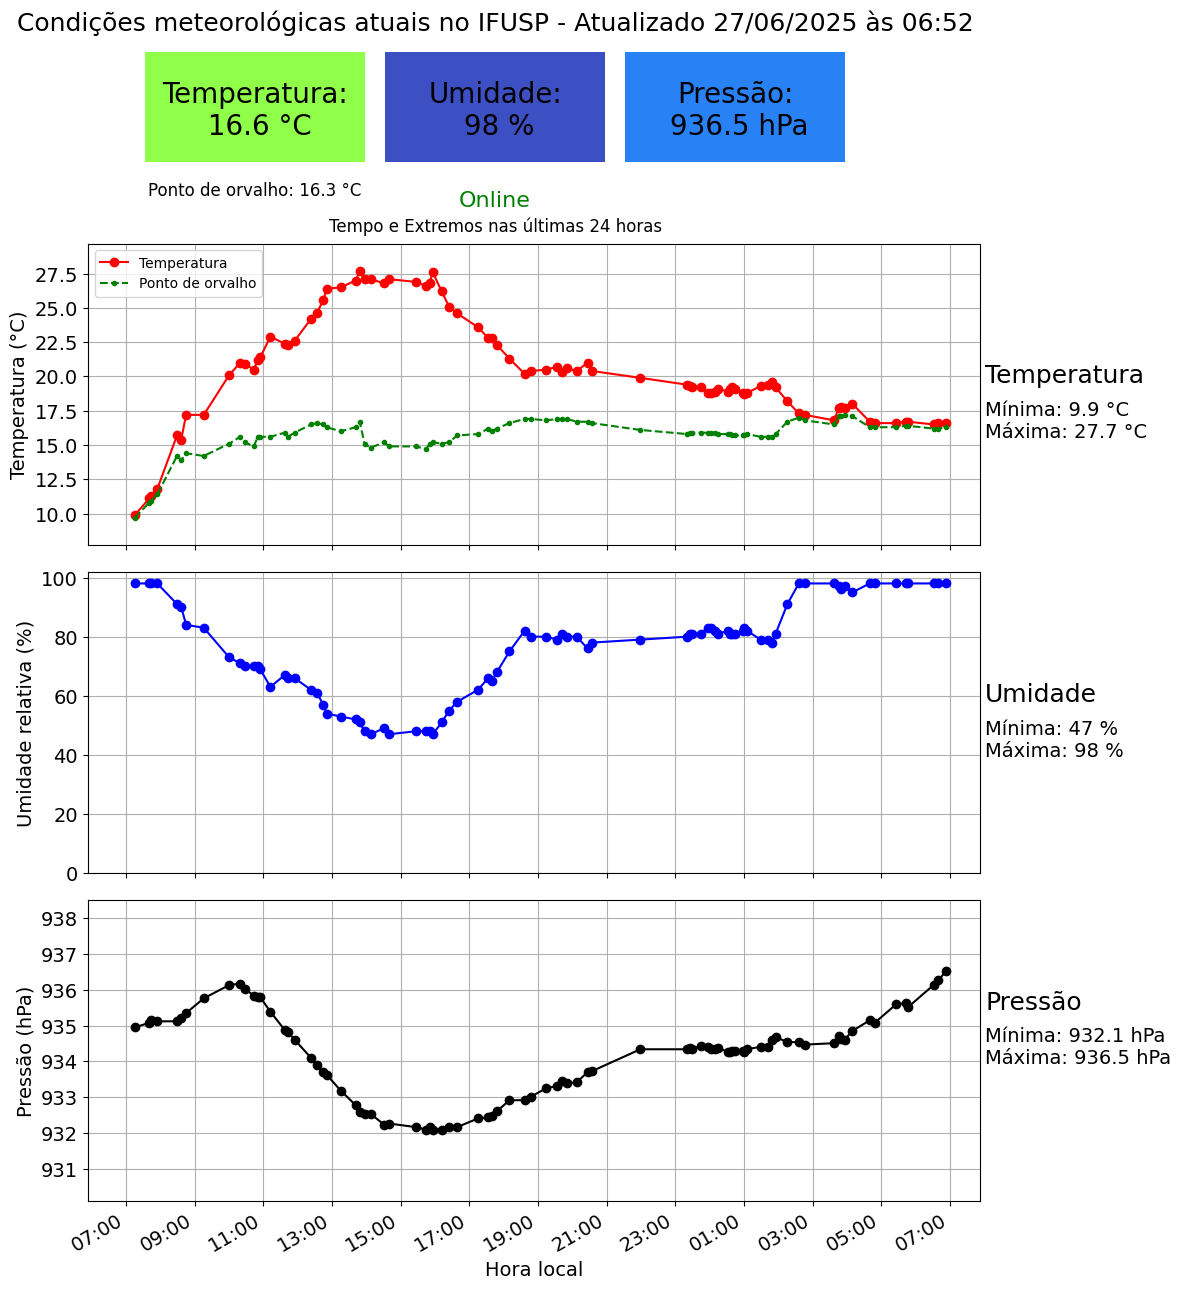 Condições meteorológicas atuais no IFUSP - Atualizado 27/06/2025 às 06:52
Temperatura:
16.6 °C
Umidade:
98 %
Pressão:
936.5 hPa
Ponto de orvalho: 16.3 °C
Online
Tempo e Extremos nas últimas 24 horas
Temperatura
Ponto de orvalho
Temperatura (°C)
27.5
25.0
22.5
20.0
17.5
15.0
12.5
10.0
Temperatura
Mínima: 9.9 °C
Máxima: 27.7 °C
Umidade relativa (%)
100
80
60
40
20
0
Umidade
Mínima: 47 %
Máxima: 98 %
Pressão (hPa)
938
937
936
935
934
933
932
931
Pressão
Mínima: 932.1 hPa
Máxima: 936.5 hPa
07:00
09:00
11:00
13:00
15:00
17:00
19:00
21:00
23:00
01:00
03:00
05:00
07:00
Hora local